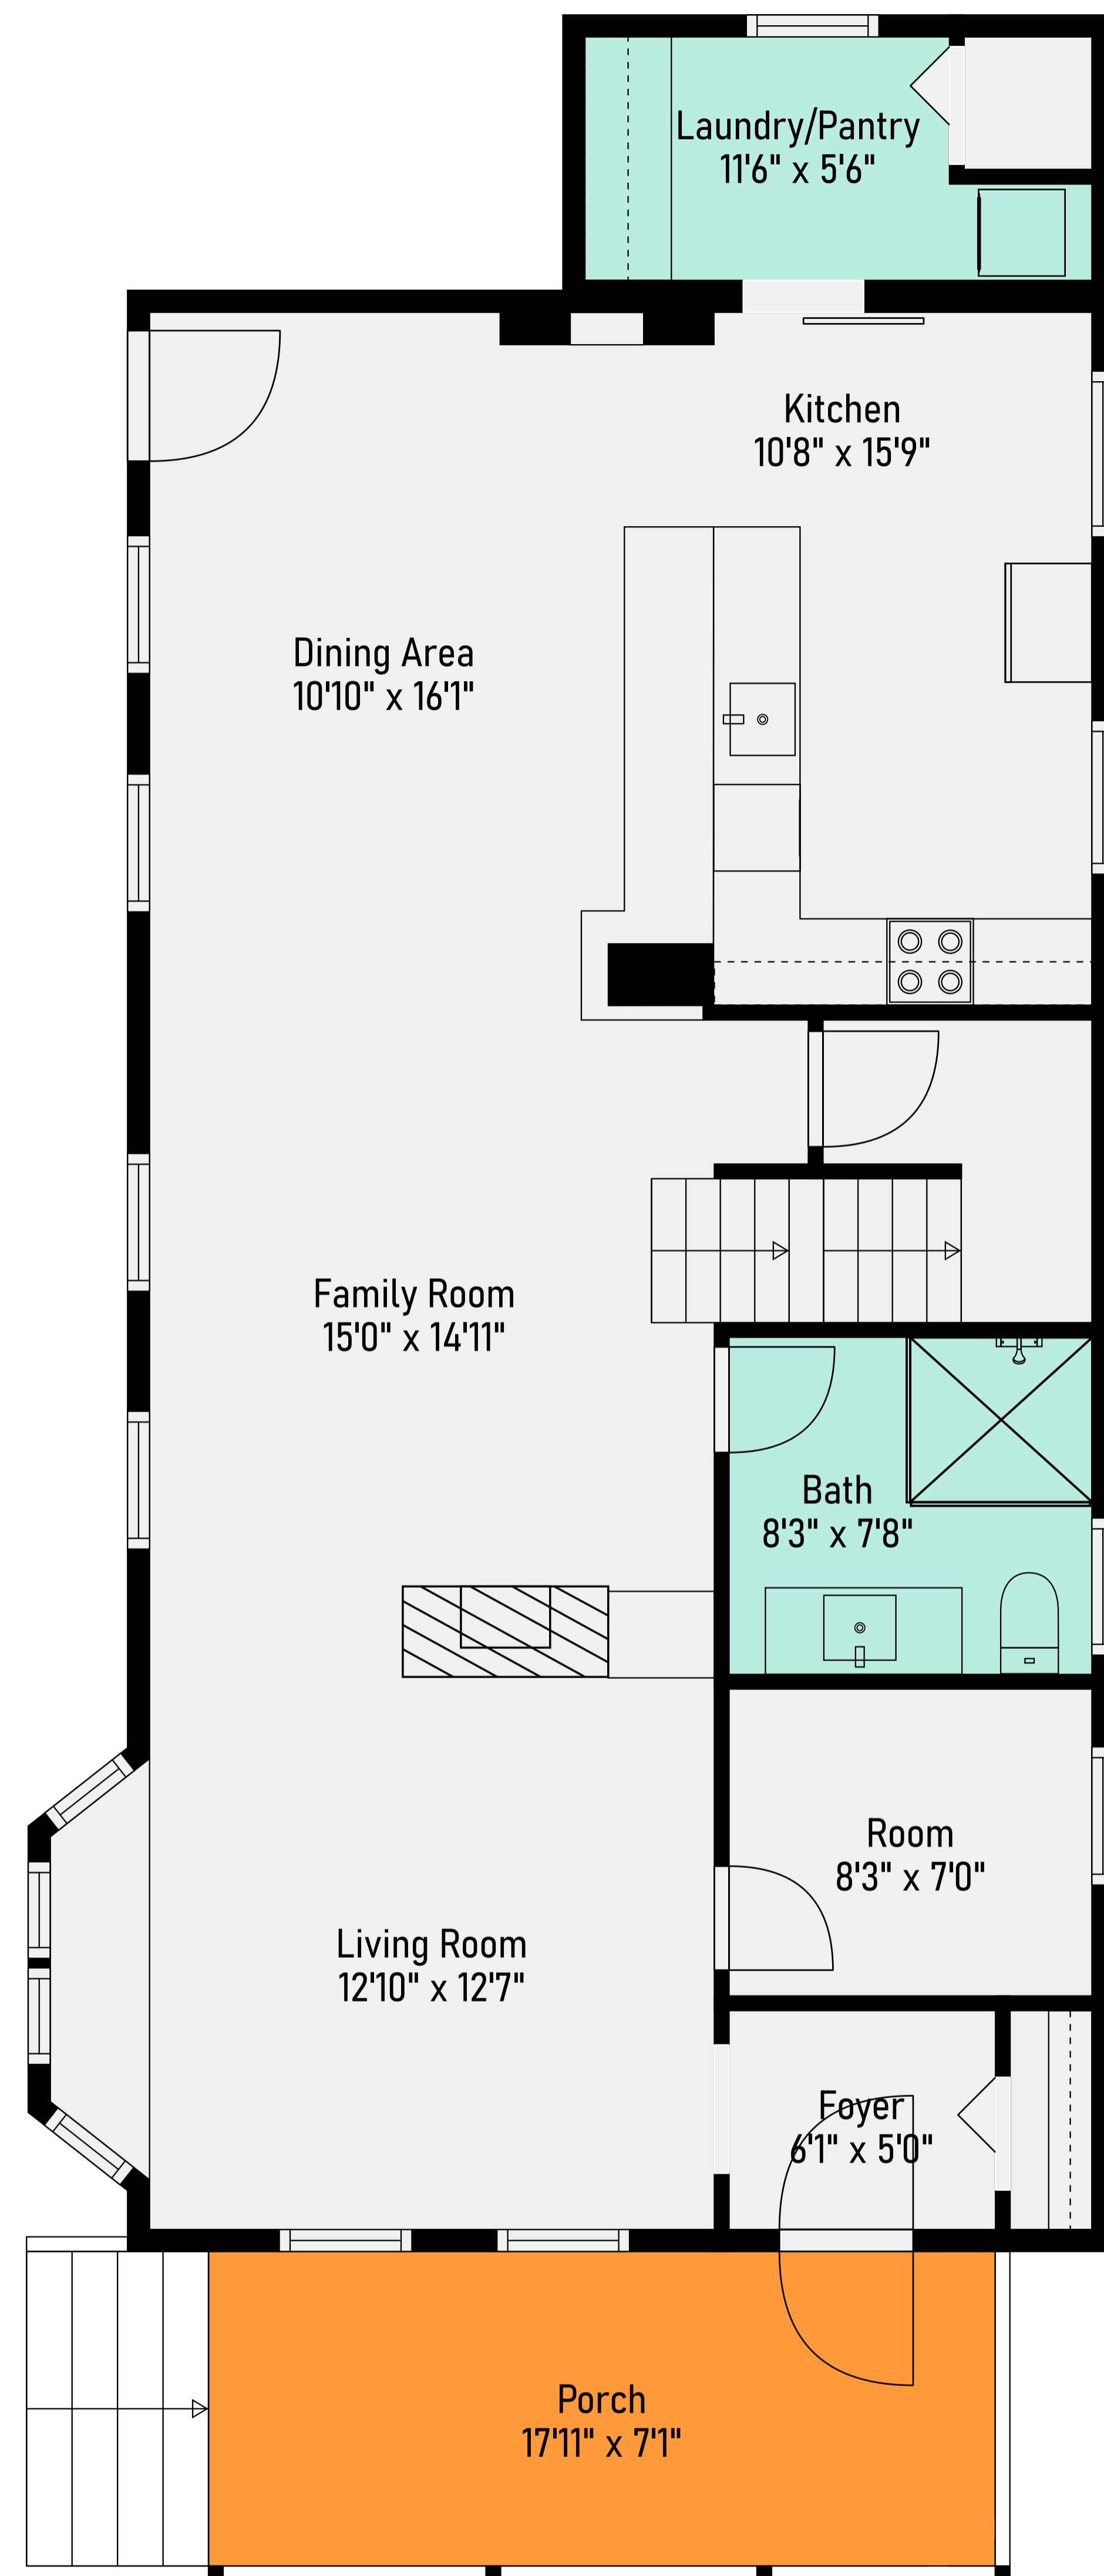 Laundry/Pantry
11'6" x 5'6"
Kitchen
10'8" x 15'9"
Dining Area
10'10" x 16'1"
Family Room
15'0" x 14'11"
Bath
8'3" x 7'8"
Room
8'3" x 7'0"
Living Room
12'10" x 12'7"
Foyer
6'1" x 5'0"
Porch
17'11" x 7'1"